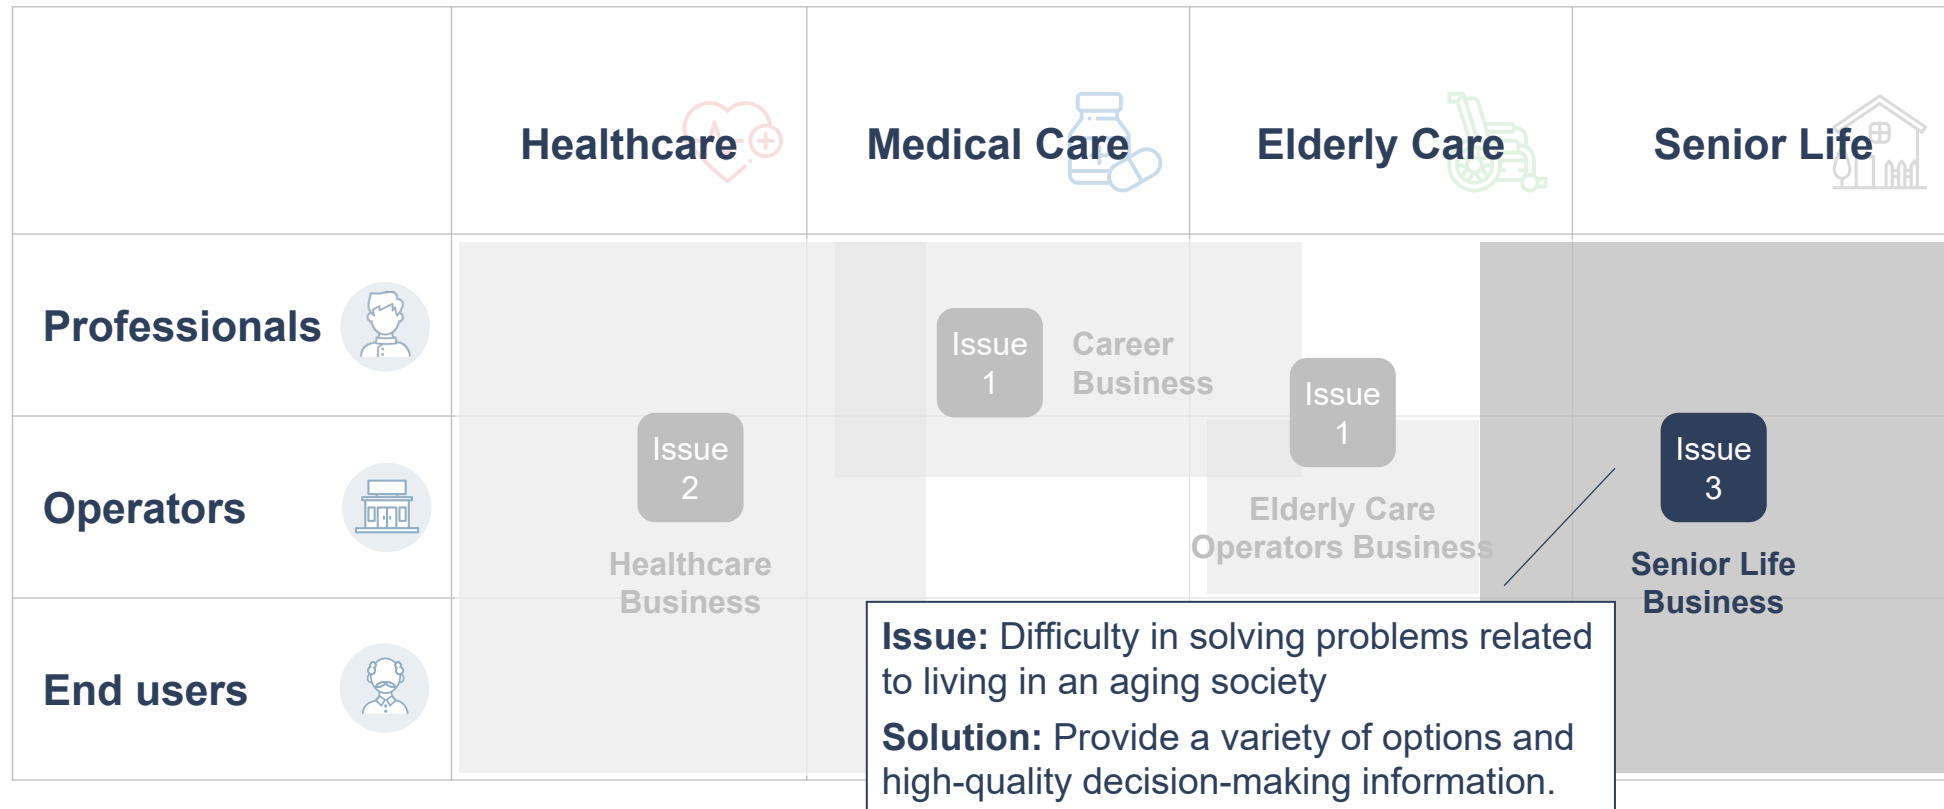 Healthcare
Medical Care
Elderly Care
Senior Life
Professionals
Issue
1
Career
Business
Issue
1
Operators
Issue
2
Healthcare
Business
Elderly Care
Operators Business
Issue
3
Senior Life
Business
End users
Issue: Difficulty in solving problems related
to living in an aging society
Solution: Provide a variety of options and
high-quality decision-making information.